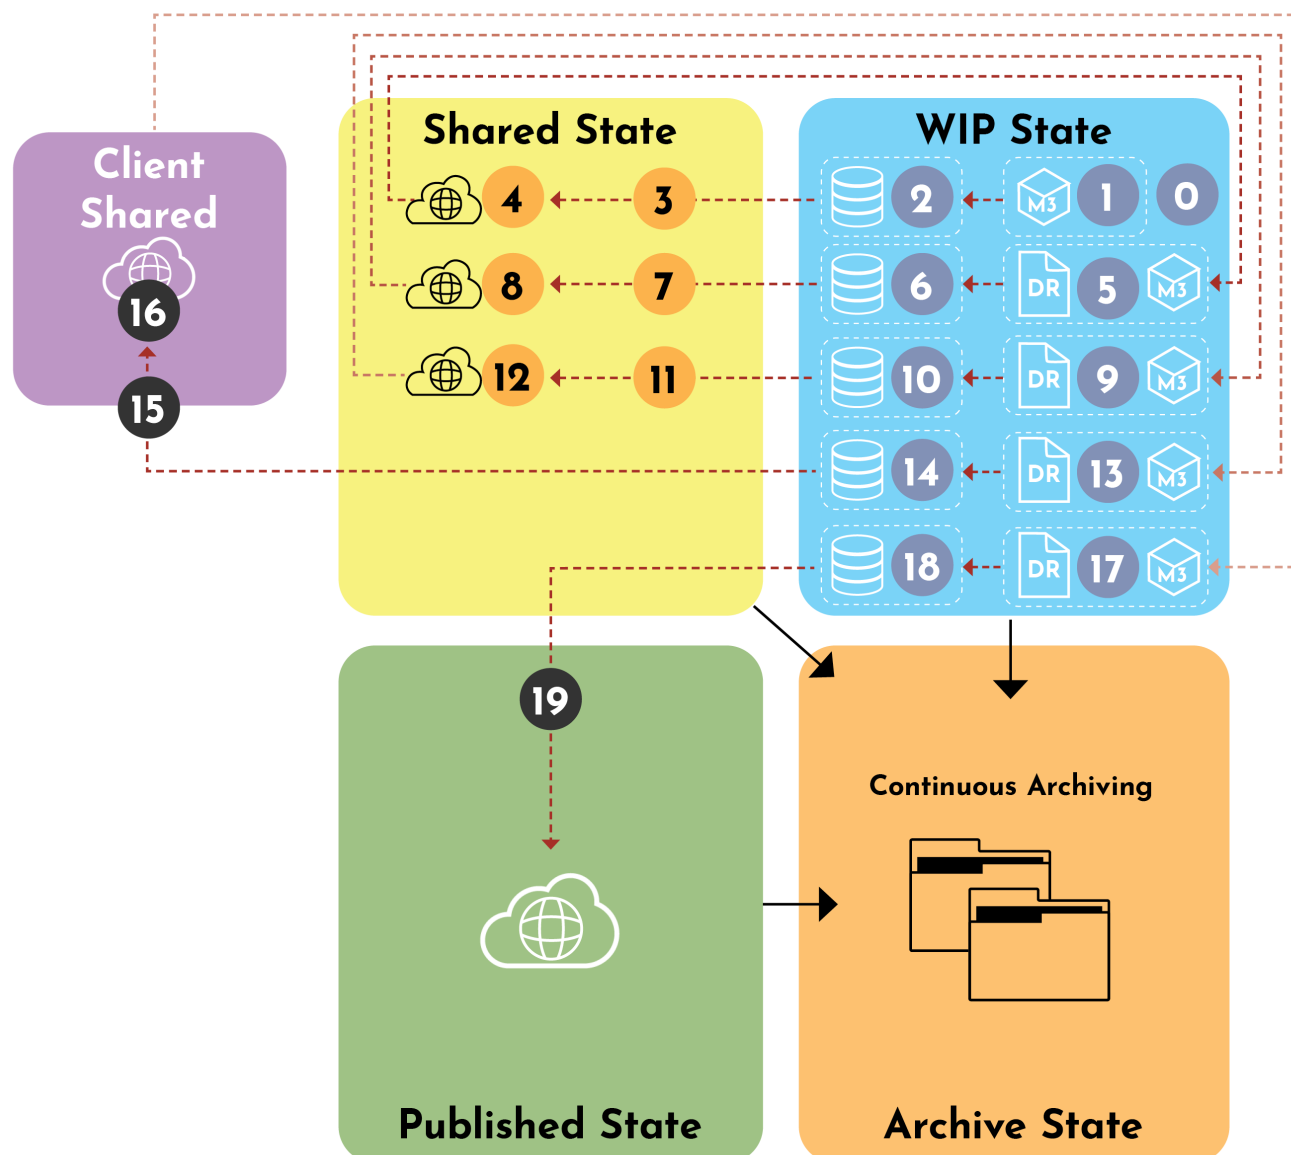 Shared State
WIP State
Client
Shared
4
3
2
M3
1
0
8
7
6
DR
5
M3
16
12
11
10
DR
9
M3
15
14
DR
13
M3
18
DR
17
M3
19
Continuous Archiving
Published State
Archive State